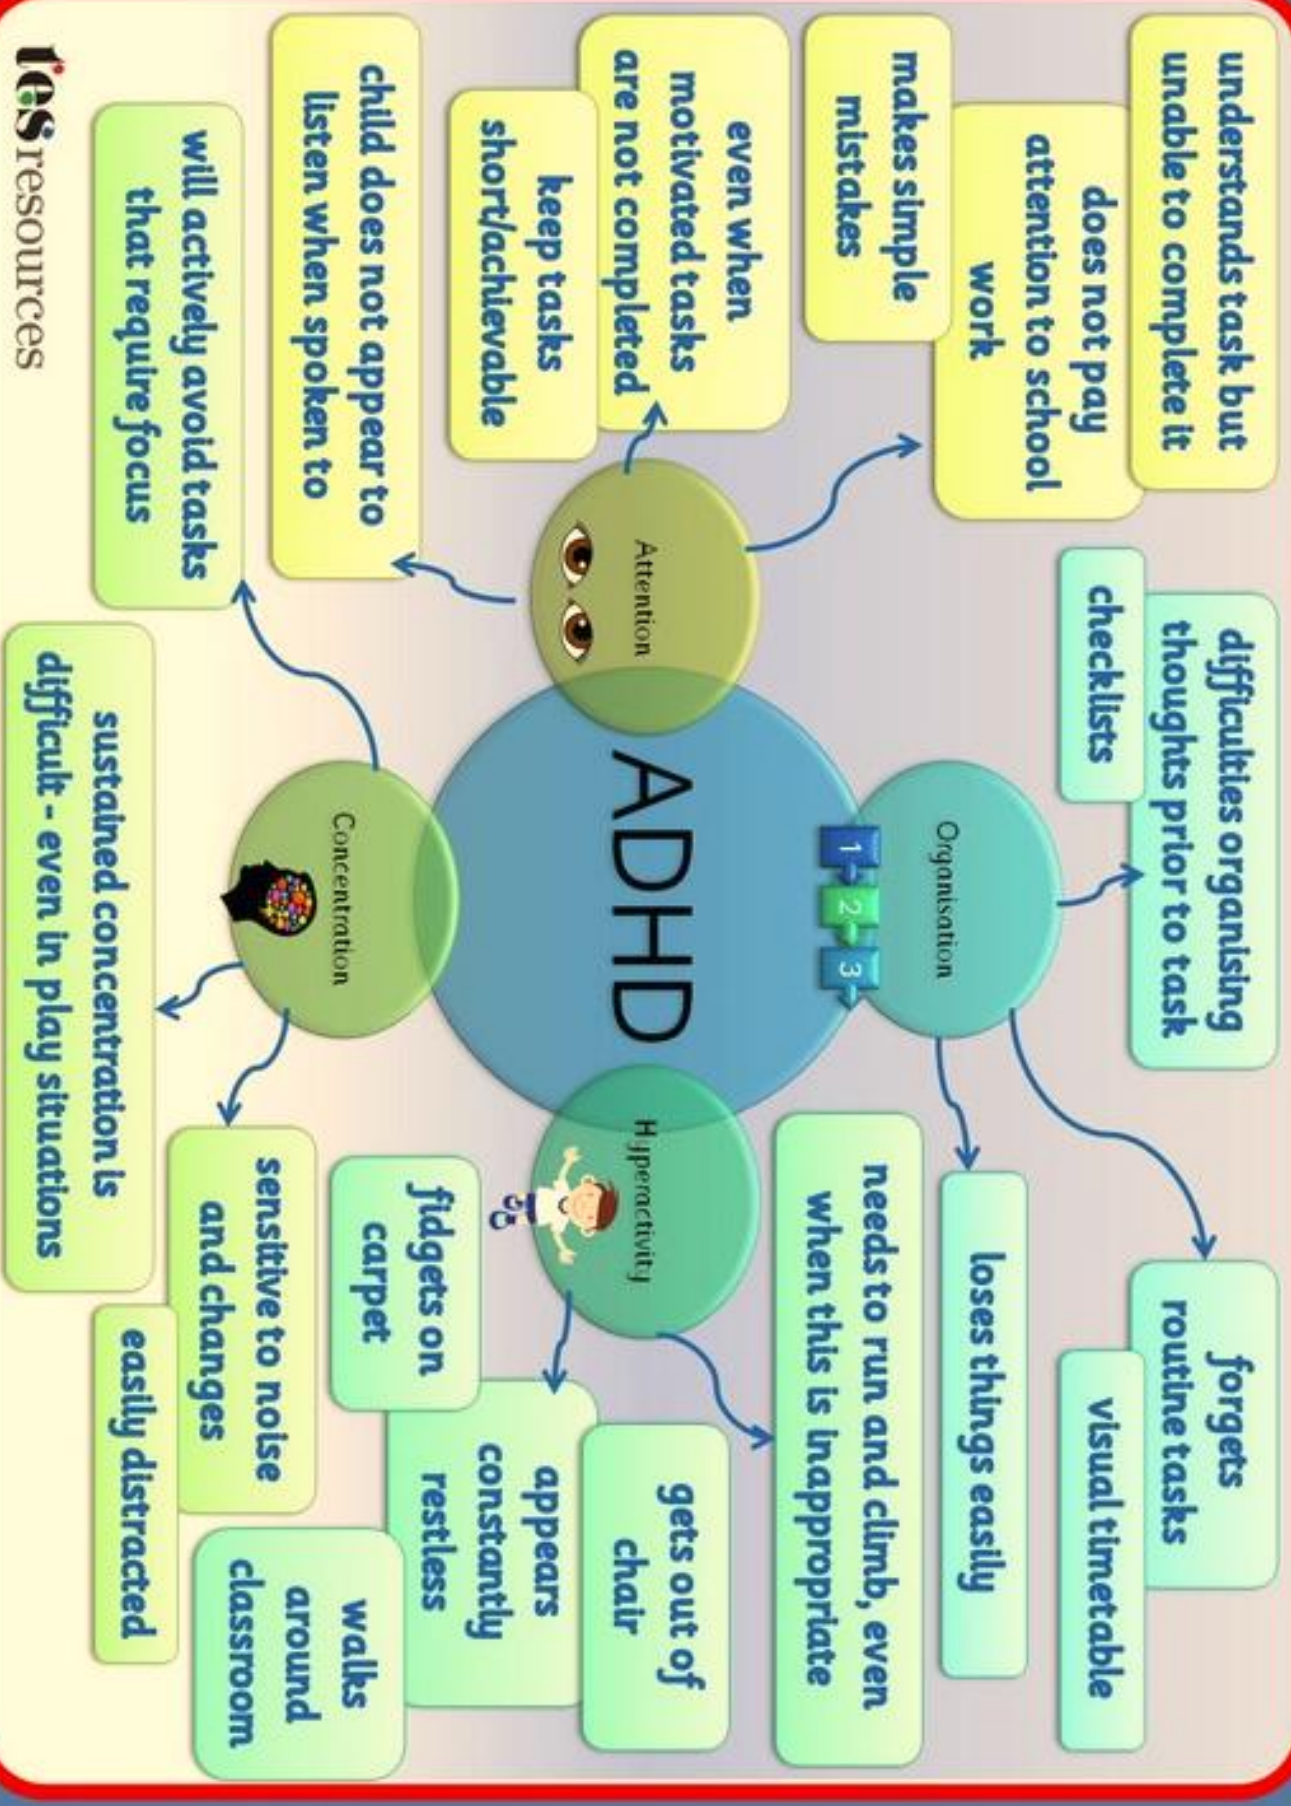 understands task but
unable to complete it
does not pay
attention to school
work
makes simple
mistakes
even when
motivated tasks
are not completed
keep tasks
short/achievable
child does not appear to
listen when spoken to
will actively avoid tasks
that require focus
difficulties organising
thoughts prior to task
checklists
Organisation
1
2
3
Attention
ADHD
Hyperactivity
Concentration
forgets
routine tasks
visual timetable
loses things easily
needs to run and climb, even
when this is inappropriate
gets out of
chair
appears
constantly
restless
fidgets on
carpet
walks
around
classroom
sensitive to noise
and changes
easily distracted
sustained concentration is
difficult - even in play situations
tes resources